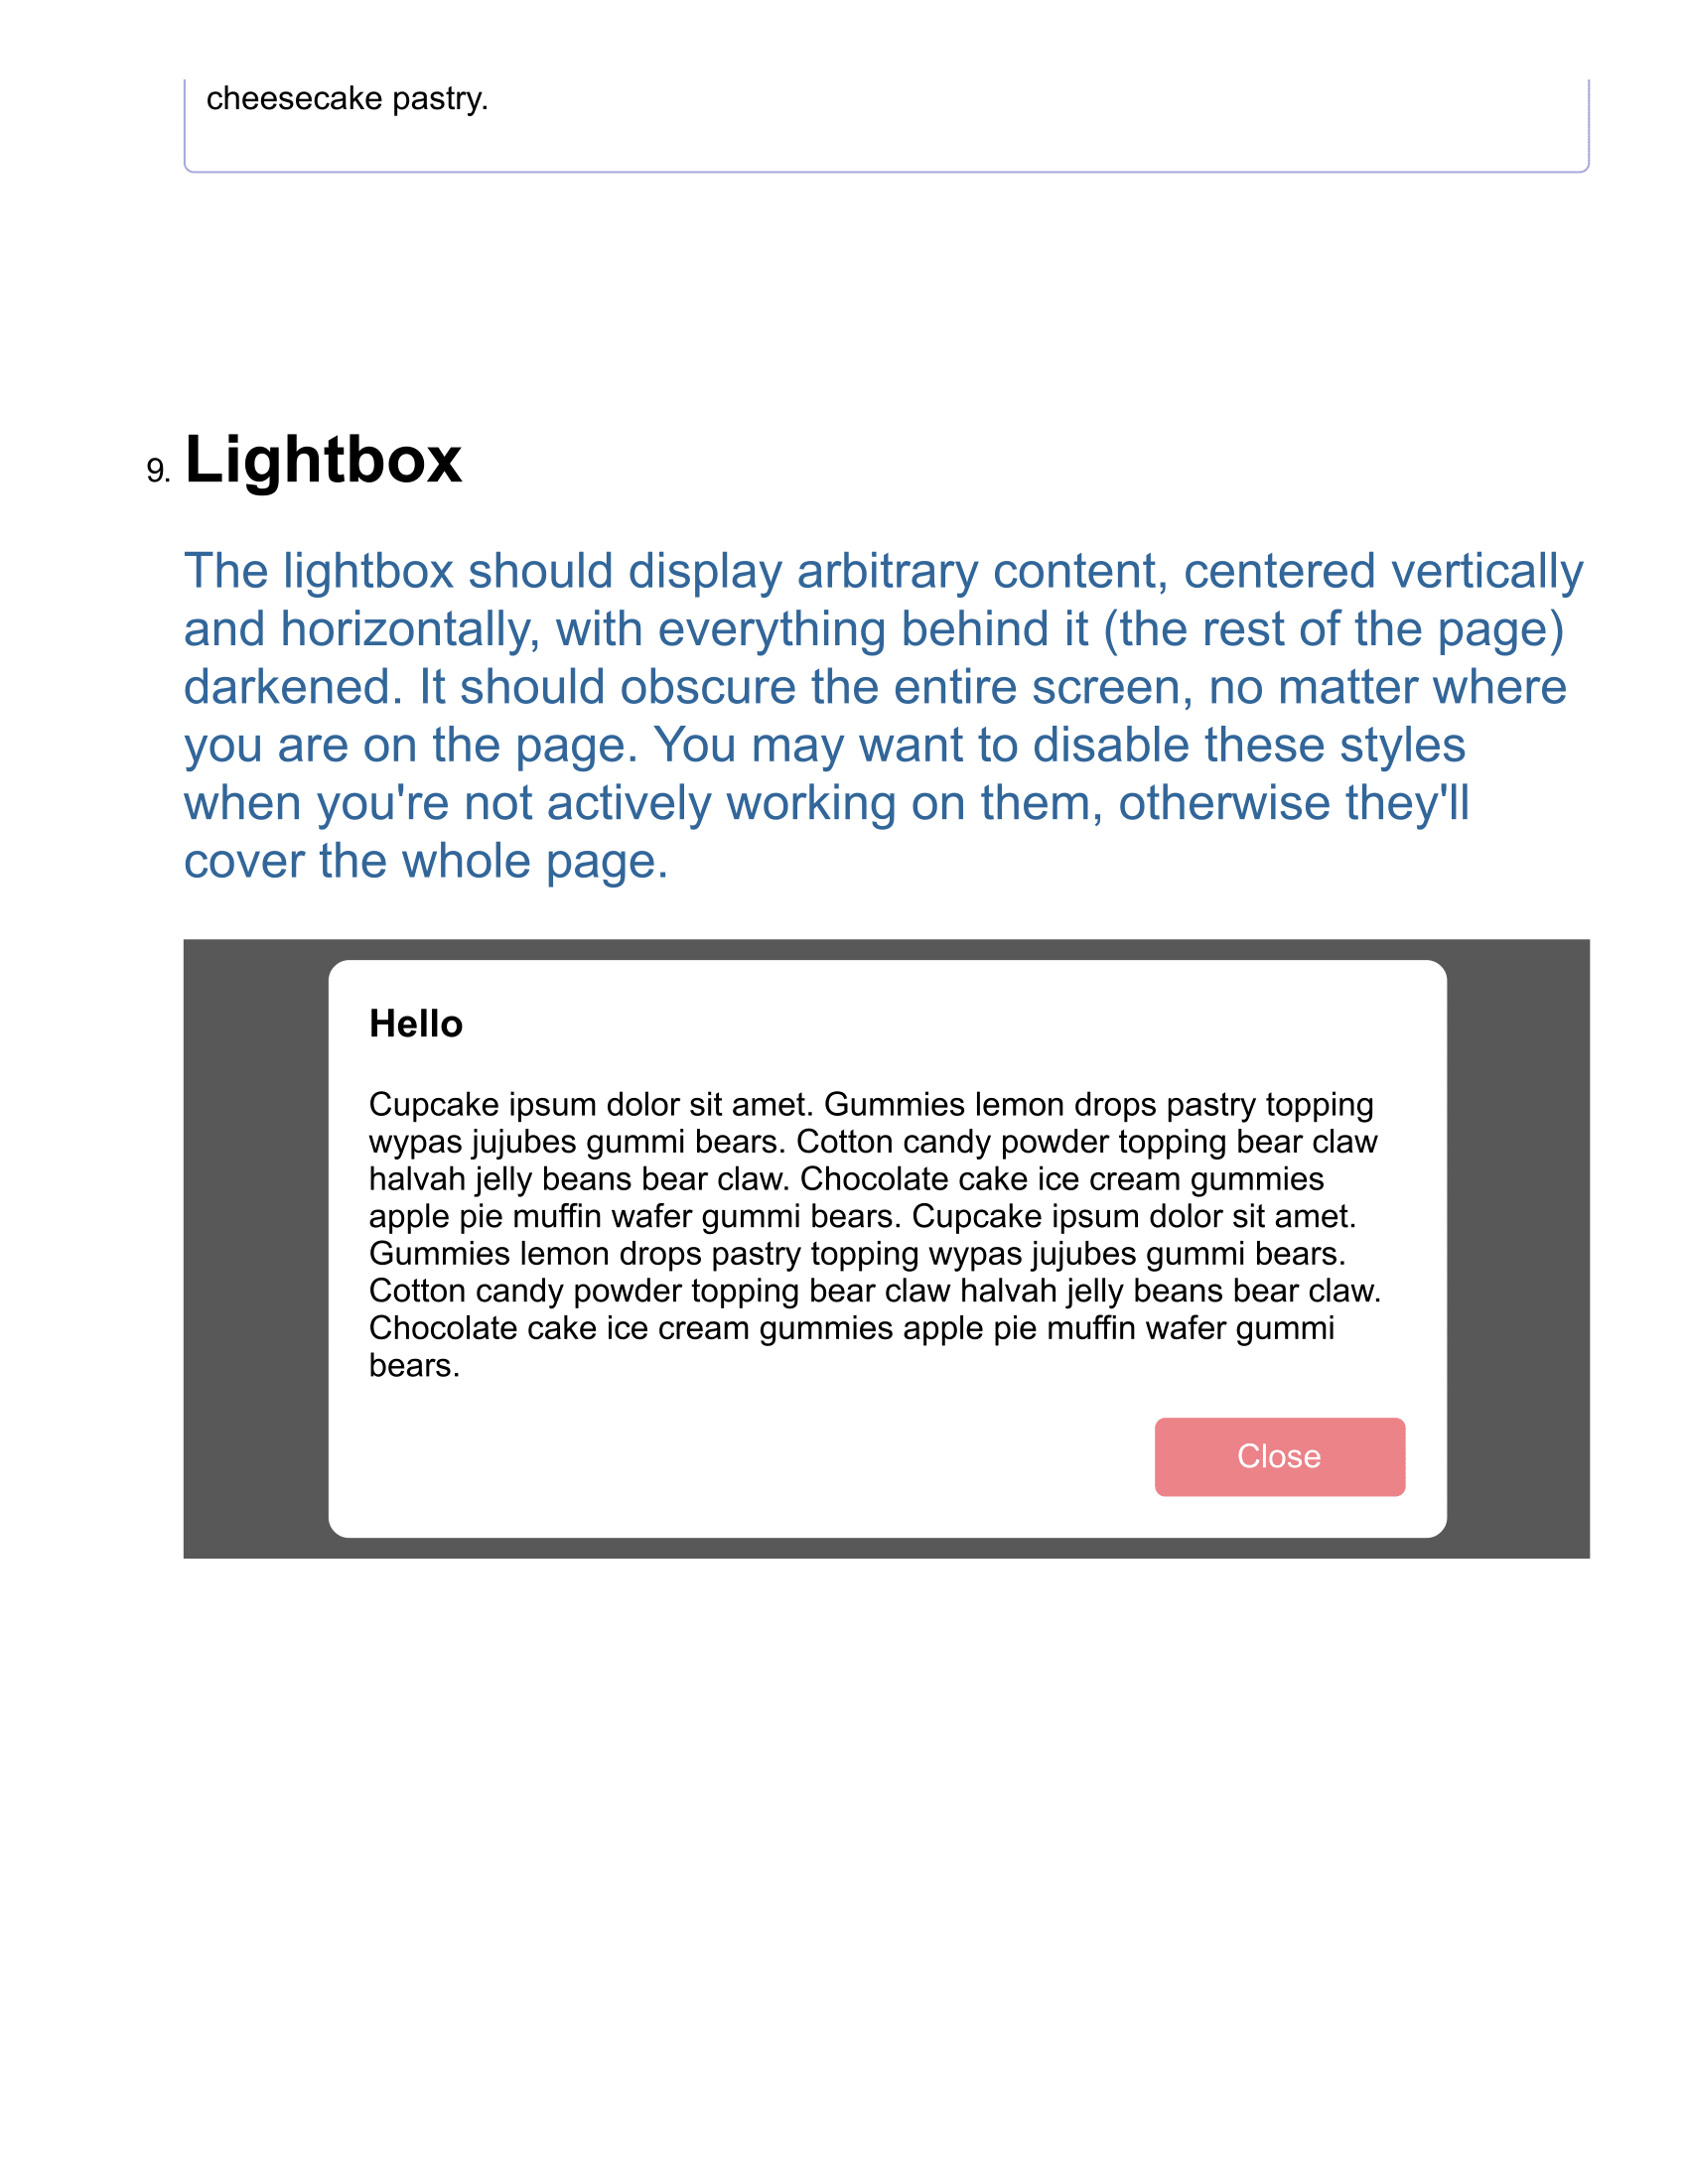 cheesecake pastry.
9. Lightbox
The lightbox should display arbitrary content, centered vertically
and horizontally, with everything behind it (the rest of the page)
darkened. It should obscure the entire screen, no matter where
you are on the page. You may want to disable these styles
when you're not actively working on them, otherwise they'll
cover the whole page.
Hello
Cupcake ipsum dolor sit amet. Gummies lemon drops pastry topping
wypas jujubes gummi bears. Cotton candy powder topping bear claw
halvah jelly beans bear claw. Chocolate cake ice cream gummies
apple pie muffin wafer gummi bears. Cupcake ipsum dolor sit amet.
Gummies lemon drops pastry topping wypas jujubes gummi bears.
Cotton candy powder topping bear claw halvah jelly beans bear claw.
Chocolate cake ice cream gummies apple pie muffin wafer gummi
bears.
Close